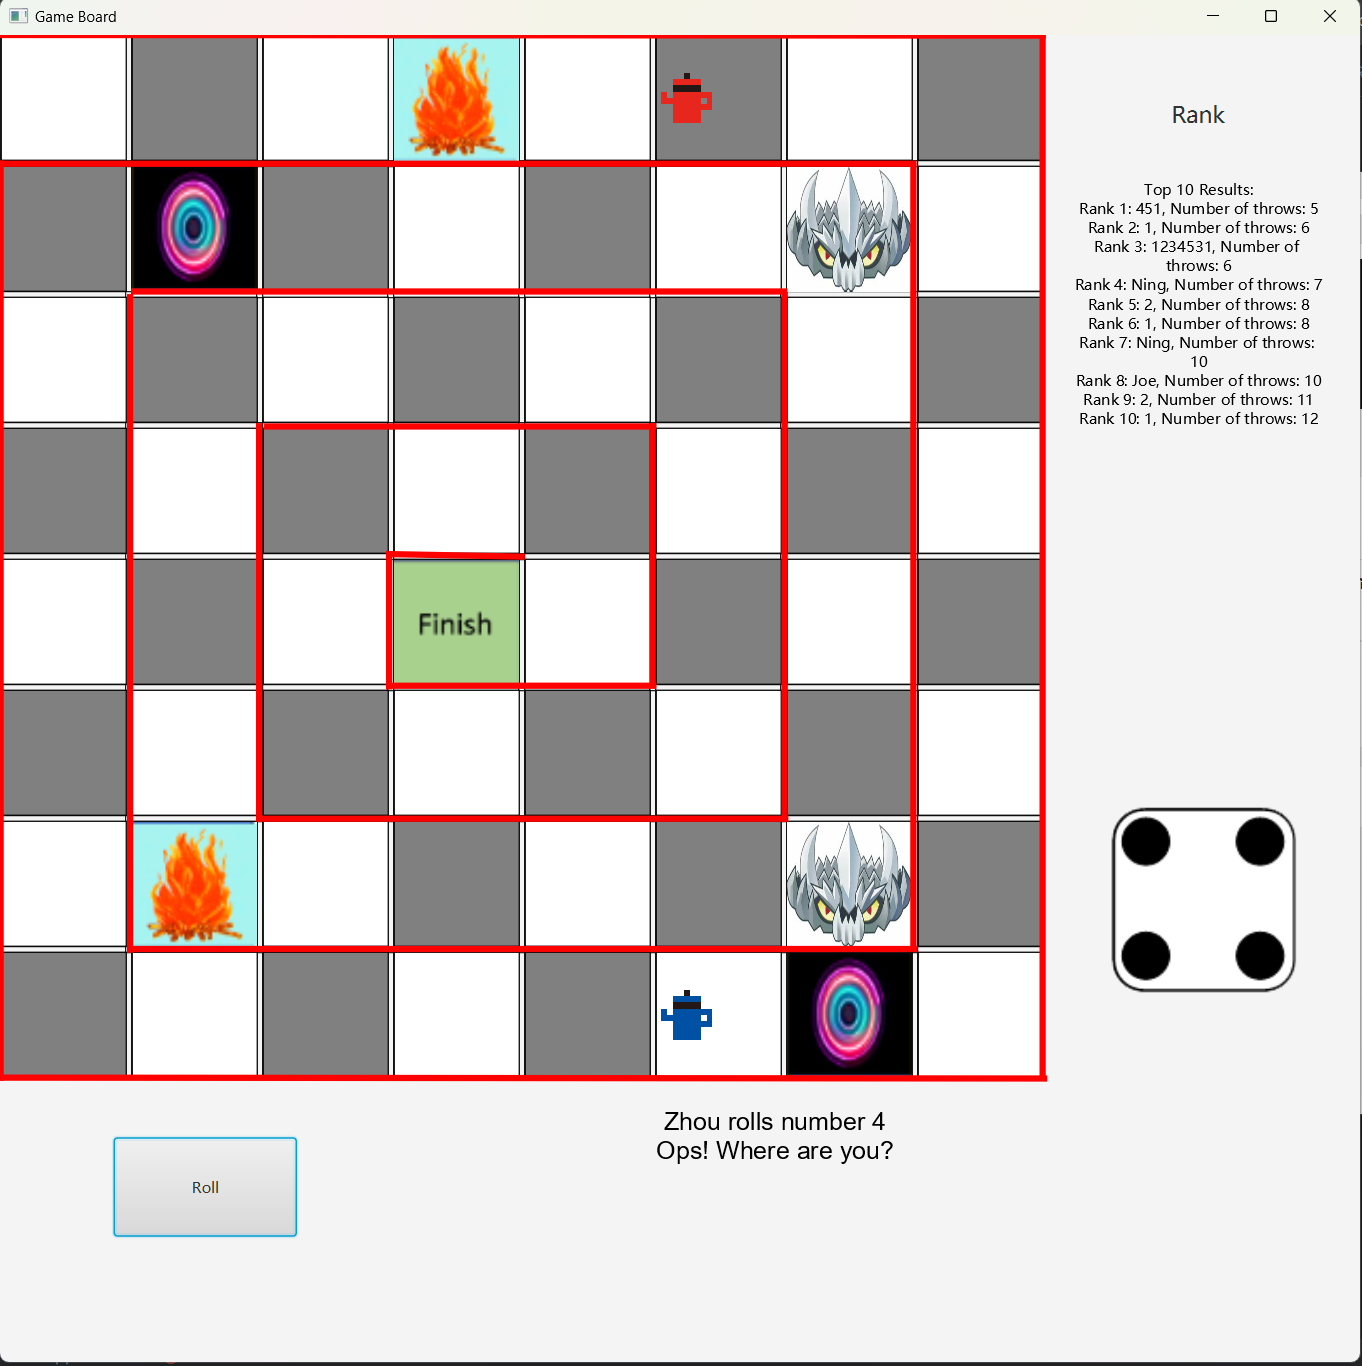 Game Board
Rank
Top 10 Results:
Rank 1: 451, Number of throws: 5
Rank 2: 1, Number of throws: 6
Rank 3: 1234531, Number of
throws: 6
Rank 4: Ning, Number of throws: 7
Rank 5: 2, Number of throws: 8
Rank 6: 1, Number of throws: 8
Rank 7: Ning, Number of throws:
10
Rank 8: Joe, Number of throws: 10
Rank 9: 2, Number of throws: 11
Rank 10: 1, Number of throws: 12
Finish
Zhou rolls number 4
Ops! Where are you?
Roll